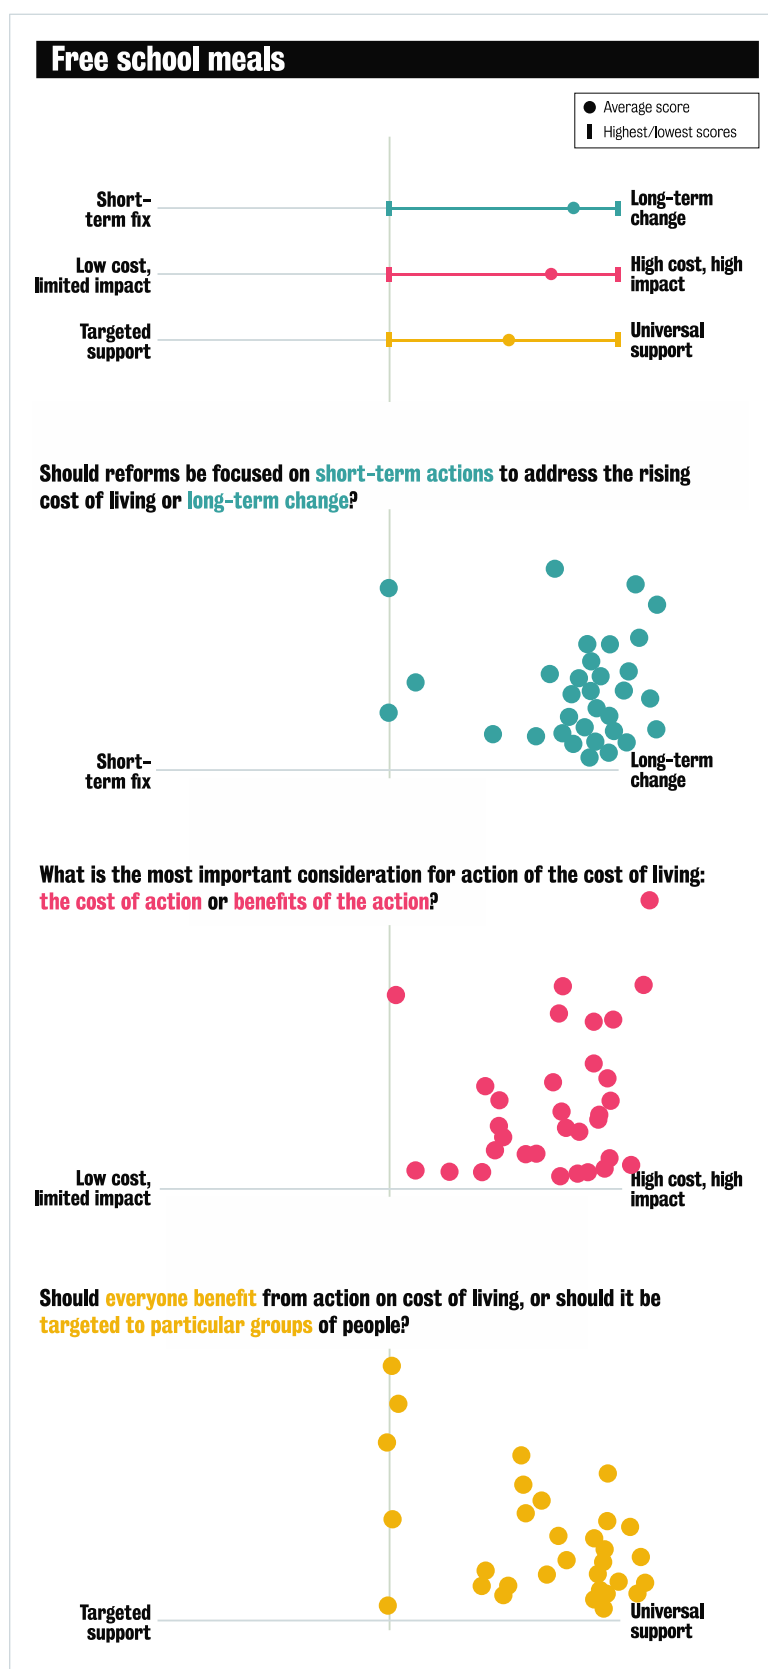 Free school meals
Average score
Highest/lowest scores
Short-
term fix
Long-term
change
Low cost,
limited impact
High cost, high
impact
Targeted
support
Universal
support
Should reforms be focused on short-term actions to address the rising
cost of living or long-term change?
Short-
term fix
Long-term
change
What is the most important consideration for action of the cost of living:
the cost of action or benefits of the action?
Low cost,
limited impact
High cost, high
impact
Should everyone benefit from action on cost of living, or should it be
targeted to particular groups of people?
Targeted
support
Universal
support